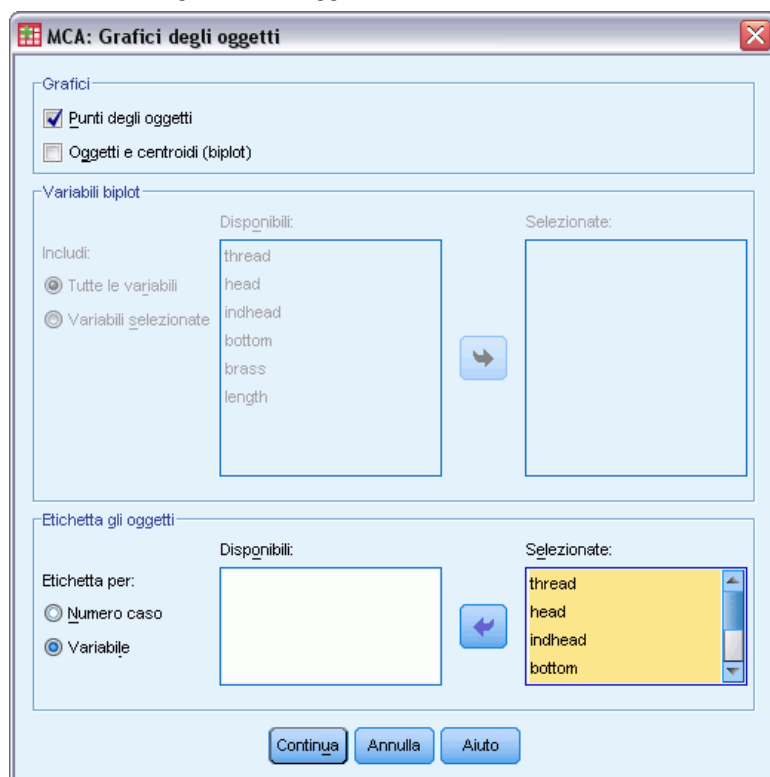 MCA: Grafici degli oggetti
Grafici
Punti degli oggetti
Oggetti e centroidi (biplot)
Variabili biplot
Disponibili:
Selezionate:
Includi:
Tutte le variabili
Variabili selezionate
thread
head
indhead
bottom
brass
length
Etichetta gli oggetti
Disponibili:
Selezionate:
Etichetta per:
Numero caso
Variabile
thread
head
indhead
bottom
Continua Annulla Aiuto